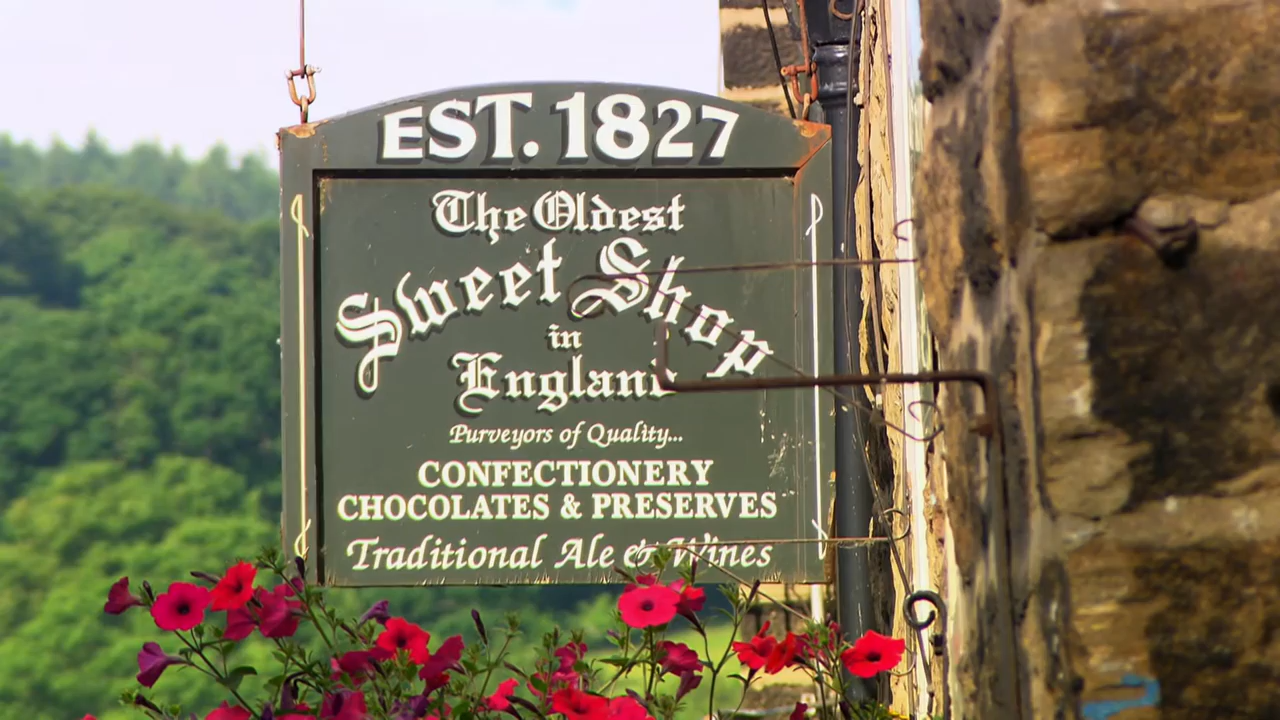 EST. 1827
The Oldest
Sweet Shop
in
England
Purveyors of Quality...
CONFECTIONERY
CHOCOLATES & PRESERVES
Traditional Ale & Wines